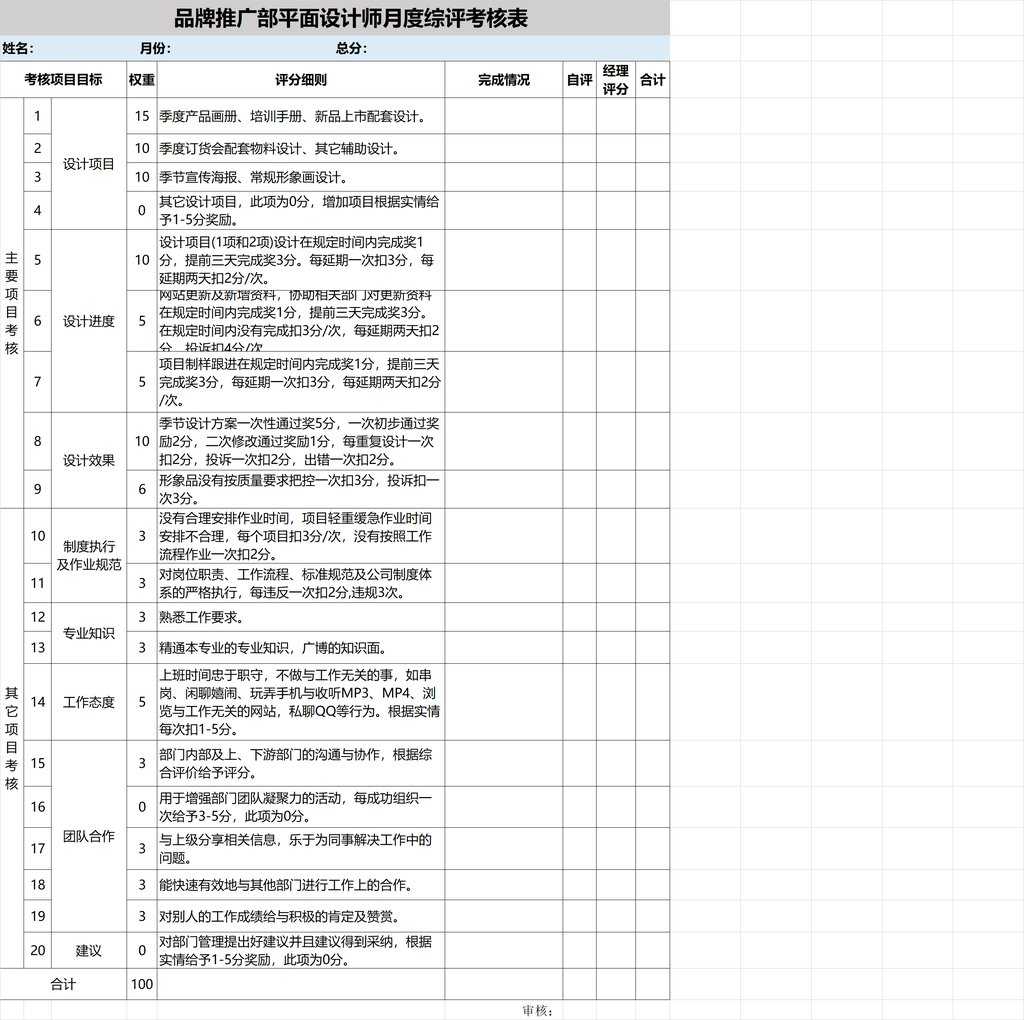 品牌推广部平面设计师月度综评考核表
姓名: 月份: 总分:
考核项目目标 权重 评分细则 完成情况 自评 经理评分 合计
主要项目考核
1 设计项目 15 季度产品画册、培训手册、新品上市配套设计。
2 10 季度订货会配套物料设计、其它辅助设计。
3 10 季节宣传海报、常规形象画设计。
4 0 其它设计项目，此项为0分，增加项目根据实情给
予1-5分奖励。
5 设计进度 10 设计项目(1项和2项)设计在规定时间内完成奖1
分，提前三天完成奖3分。每延期一次扣3分，每
延期两天扣2分/次。
6 5 网站更新及新增资料，协助相关部门对更新资料
在规定时间内完成奖1分，提前三天完成奖3分。
在规定时间内没有完成扣3分/次，每延期两天扣2
分，投诉扣4分/次
7 5 项目制样跟进在规定时间内完成奖1分，提前三天
完成奖3分，每延期一次扣3分，每延期两天扣2分
/次。
8 设计效果 10 季节设计方案一次性通过奖5分，一次初步通过奖
励2分，二次修改通过奖励1分，每重复设计一次
扣2分，投诉一次扣2分，出错一次扣2分。
9 6 形象品没有按质量要求把控一次扣3分，投诉扣一
次3分。
其它项目考核
10 制度执行
及作业规范 3 没有合理安排作业时间，项目轻重缓急作业时间
安排不合理，每个项目扣3分/次，没有按照工作
流程作业一次扣2分。
11 3 对岗位职责、工作流程、标准规范及公司制度体
系的严格执行，每违反一次扣2分,违规3次。
12 专业知识 3 熟悉工作要求。
13 3 精通本专业的专业知识，广博的知识面。
14 工作态度 5 上班时间忠于职守，不做与工作无关的事，如串
岗、闲聊嬉闹、玩弄手机与收听MP3、MP4、浏
览与工作无关的网站，私聊QQ等行为。根据实情
每次扣1-5分。
15 团队合作 3 部门内部及上、下游部门的沟通与协作，根据综
合评价给予评分。
16 0 用于增强部门团队凝聚力的活动，每成功组织一
次给予3-5分，此项为0分。
17 3 与上级分享相关信息，乐于为同事解决工作中的
问题。
18 3 能快速有效地与其他部门进行工作上的合作。
19 3 对别人的工作成绩给与积极的肯定及赞赏。
20 建议 0 对部门管理提出好建议并且建议得到采纳，根据
实情给予1-5分奖励，此项为0分。
合计 100
审核：